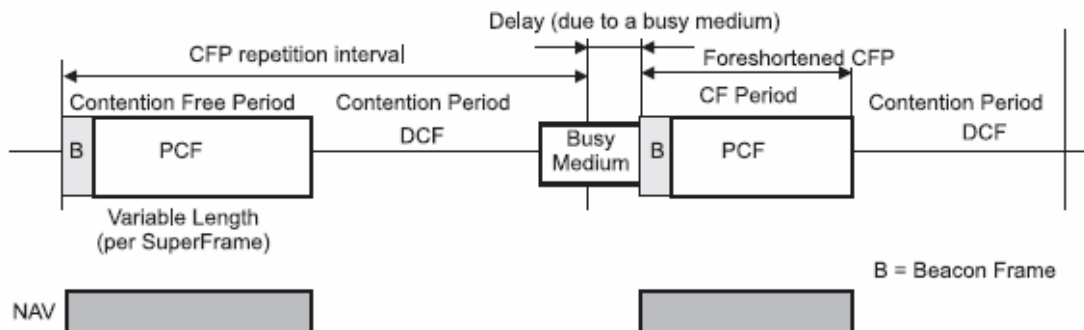 Delay (due to a busy medium)
CFP repetition interval
Foreshortened CFP
Contention Free Period
Contention Period
CF Period
Contention Period
B
PCF
DCF
Busy
Medium
B
PCF
DCF
Variable Length
(per SuperFrame)
B = Beacon Frame
NAV